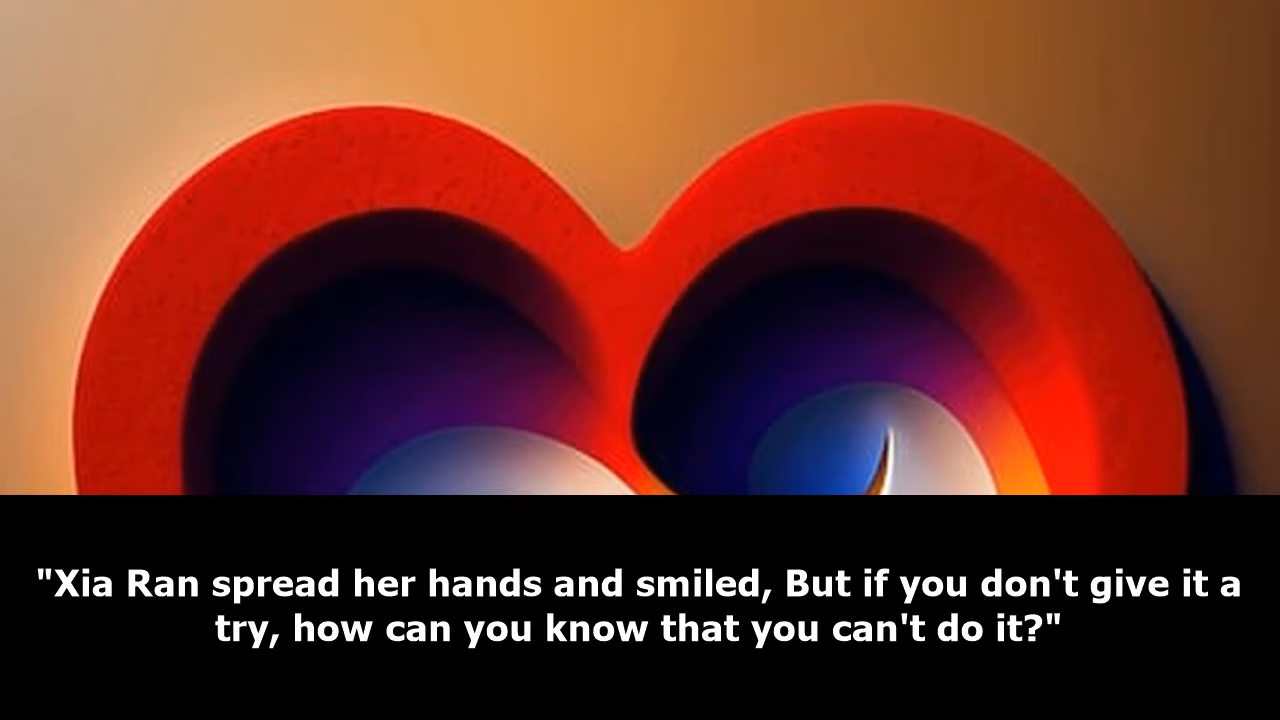 "Xia Ran spread her hands and smiled, But if you don't give it a
try, how can you know that you can't do it?"